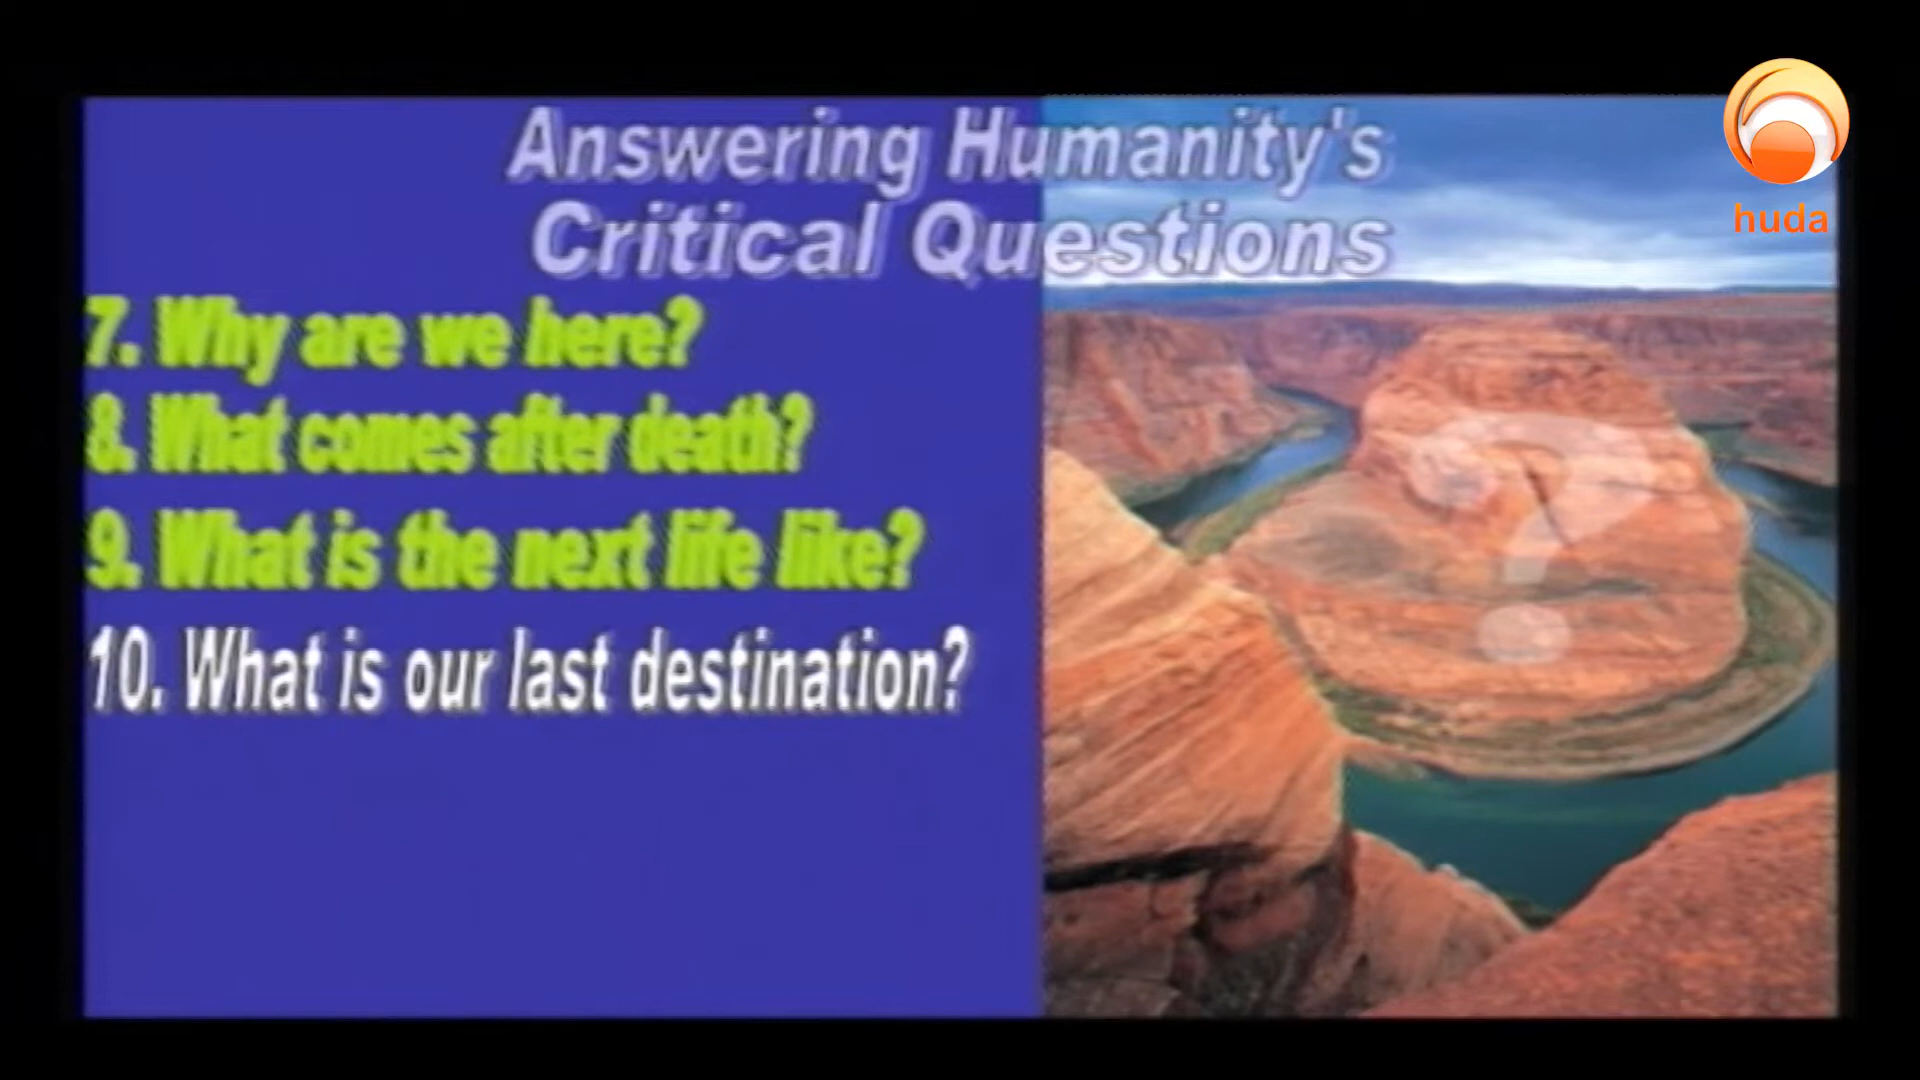 Answering Humanity's
Critical Questions
huda
7. Why are we here?
8. What comes after death?
9. What is the next life like?
10. What is our last destination?
?